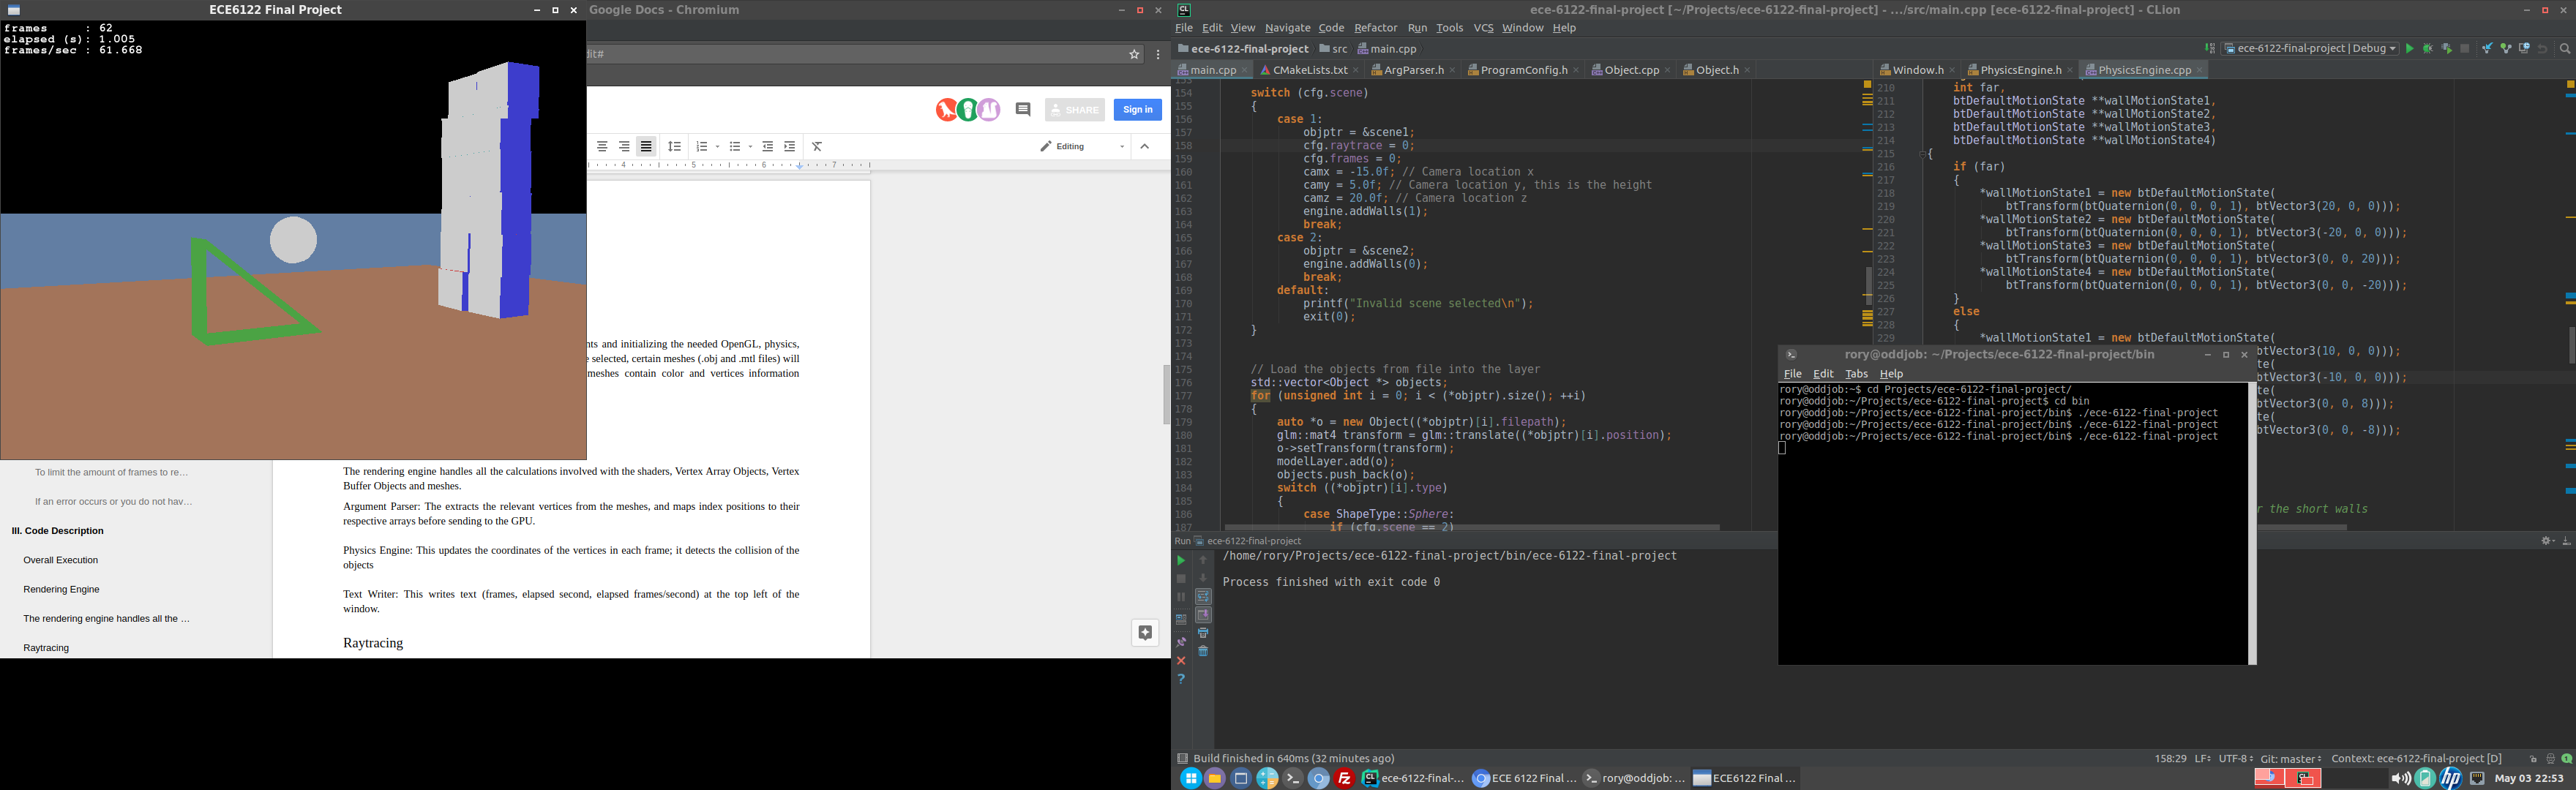 ECE6122 Final Project
frames : 62
elapsed (s): 1.005
frames/sec : 61.668
Google Docs - Chromium
dit#
SHARE
Sign in
Editing
4 5 6 7
nts and initializing the needed OpenGL, physics,
e selected, certain meshes (.obj and .mtl files) will
meshes contain color and vertices information
The rendering engine handles all the calculations involved with the shaders, Vertex Array Objects, Vertex
Buffer Objects and meshes.
Argument Parser: The extracts the relevant vertices from the meshes, and maps index positions to their
respective arrays before sending to the GPU.
Physics Engine: This updates the coordinates of the vertices in each frame; it detects the collision of the
objects
Text Writer: This writes text (frames, elapsed second, elapsed frames/second) at the top left of the
window.
Raytracing
To limit the amount of frames to re…
If an error occurs or you do not hav…
III. Code Description
Overall Execution
Rendering Engine
The rendering engine handles all the …
Raytracing
CL
ece-6122-final-project [~/Projects/ece-6122-final-project] - .../src/main.cpp [ece-6122-final-project] - CLion
File Edit View Navigate Code Refactor Run Tools VCS Window Help
ece-6122-final-project src main.cpp
ece-6122-final-project | Debug
main.cpp CMakeLists.txt ArgParser.h ProgramConfig.h Object.cpp Object.h
153
154 switch (cfg.scene)
155 {
156 case 1:
157 objptr = &scene1;
158 cfg.raytrace = 0;
159 cfg.frames = 0;
160 camx = -15.0f; // Camera location x
161 camy = 5.0f; // Camera location y, this is the height
162 camz = 20.0f; // Camera location z
163 engine.addWalls(1);
164 break;
165 case 2:
166 objptr = &scene2;
167 engine.addWalls(0);
168 break;
169 default:
170 printf("Invalid scene selected\n");
171 exit(0);
172 }
173
174
175 // Load the objects from file into the layer
176 std::vector<Object *> objects;
177 for (unsigned int i = 0; i < (*objptr).size(); ++i)
178 {
179 auto *o = new Object((*objptr)[i].filepath);
180 glm::mat4 transform = glm::translate((*objptr)[i].position);
181 o->setTransform(transform);
182 modelLayer.add(o);
183 objects.push_back(o);
184 switch ((*objptr)[i].type)
185 {
186 case ShapeType::Sphere:
187 if (cfg.scene == 2)
Window.h PhysicsEngine.h PhysicsEngine.cpp
210 int far,
211 btDefaultMotionState **wallMotionState1,
212 btDefaultMotionState **wallMotionState2,
213 btDefaultMotionState **wallMotionState3,
214 btDefaultMotionState **wallMotionState4)
215 {
216 if (far)
217 {
218 *wallMotionState1 = new btDefaultMotionState(
219 btTransform(btQuaternion(0, 0, 0, 1), btVector3(20, 0, 0)));
220 *wallMotionState2 = new btDefaultMotionState(
221 btTransform(btQuaternion(0, 0, 0, 1), btVector3(-20, 0, 0)));
222 *wallMotionState3 = new btDefaultMotionState(
223 btTransform(btQuaternion(0, 0, 0, 1), btVector3(0, 0, 20)));
224 *wallMotionState4 = new btDefaultMotionState(
225 btTransform(btQuaternion(0, 0, 0, 1), btVector3(0, 0, -20)));
226 }
227 else
228 {
229 *wallMotionState1 = new btDefaultMotionState(
btVector3(10, 0, 0)));
te(
btVector3(-10, 0, 0)));
te(
btVector3(0, 0, 8)));
te(
btVector3(0, 0, -8)));
r the short walls
rory@oddjob: ~/Projects/ece-6122-final-project/bin
File Edit Tabs Help
rory@oddjob:~$ cd Projects/ece-6122-final-project/
rory@oddjob:~/Projects/ece-6122-final-project$ cd bin
rory@oddjob:~/Projects/ece-6122-final-project/bin$ ./ece-6122-final-project
rory@oddjob:~/Projects/ece-6122-final-project/bin$ ./ece-6122-final-project
rory@oddjob:~/Projects/ece-6122-final-project/bin$ ./ece-6122-final-project
Run ece-6122-final-project
/home/rory/Projects/ece-6122-final-project/bin/ece-6122-final-project
Process finished with exit code 0
Build finished in 640ms (32 minutes ago)
158:29 LF UTF-8 Git: master Context: ece-6122-final-project [D]
ece-6122-final-... ECE 6122 Final ... rory@oddjob: ... ECE6122 Final ...
hp
May 03 22:53